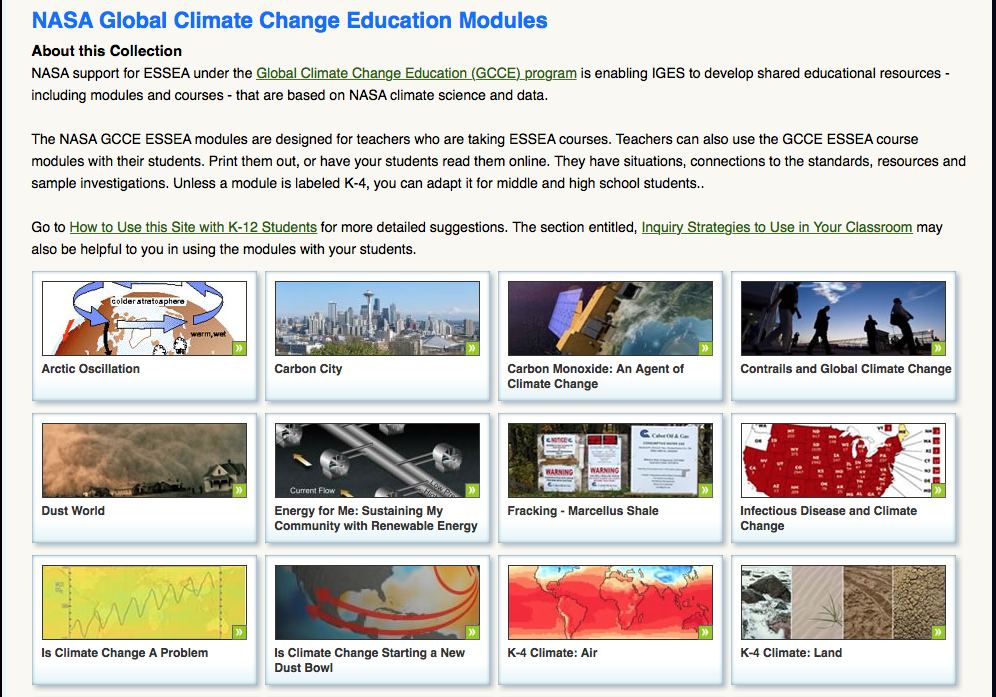 NASA Global Climate Change Education Modules
About this Collection
NASA support for ESSEA under the Global Climate Change Education (GCCE) program is enabling IGES to develop shared educational resources -
including modules and courses - that are based on NASA climate science and data.
The NASA GCCE ESSEA modules are designed for teachers who are taking ESSEA courses. Teachers can also use the GCCE ESSEA course
modules with their students. Print them out, or have your students read them online. They have situations, connections to the standards, resources and
sample investigations. Unless a module is labeled K-4, you can adapt it for middle and high school students..
Go to How to Use this Site with K-12 Students for more detailed suggestions. The section entitled, Inquiry Strategies to Use in Your Classroom may
also be helpful to you in using the modules with your students.
colder stratosphere
warm,wet
Arctic Oscillation
Carbon City
Carbon Monoxide: An Agent of
Climate Change
Contrails and Global Climate Change
Current Flow
NOTICE
WARNING
WARNING
Cabot Oil & Gas
Dust World
Energy for Me: Sustaining My
Community with Renewable Energy
Fracking - Marcellus Shale
Infectious Disease and Climate
Change
Is Climate Change A Problem
Is Climate Change Starting a New
Dust Bowl
K-4 Climate: Air
K-4 Climate: Land